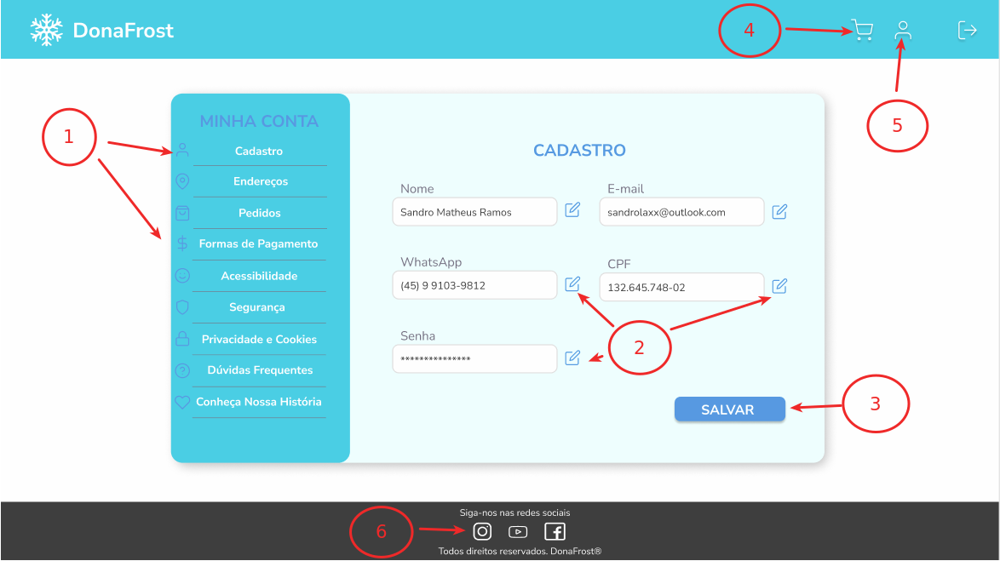 DonaFrost
4
5
1
MINHA CONTA
Cadastro
Endereços
Pedidos
Formas de Pagamento
Acessibilidade
Segurança
Privacidade e Cookies
Dúvidas Frequentes
Conheça Nossa História
CADASTRO
Nome
E-mail
Sandro Matheus Ramos
sandrolaxx@outlook.com
WhatsApp
CPF
(45) 9 9103-9812
132.645.748-02
Senha
***************
2
SALVAR
3
Siga-nos nas redes sociais
6
Todos direitos reservados. DonaFrost®